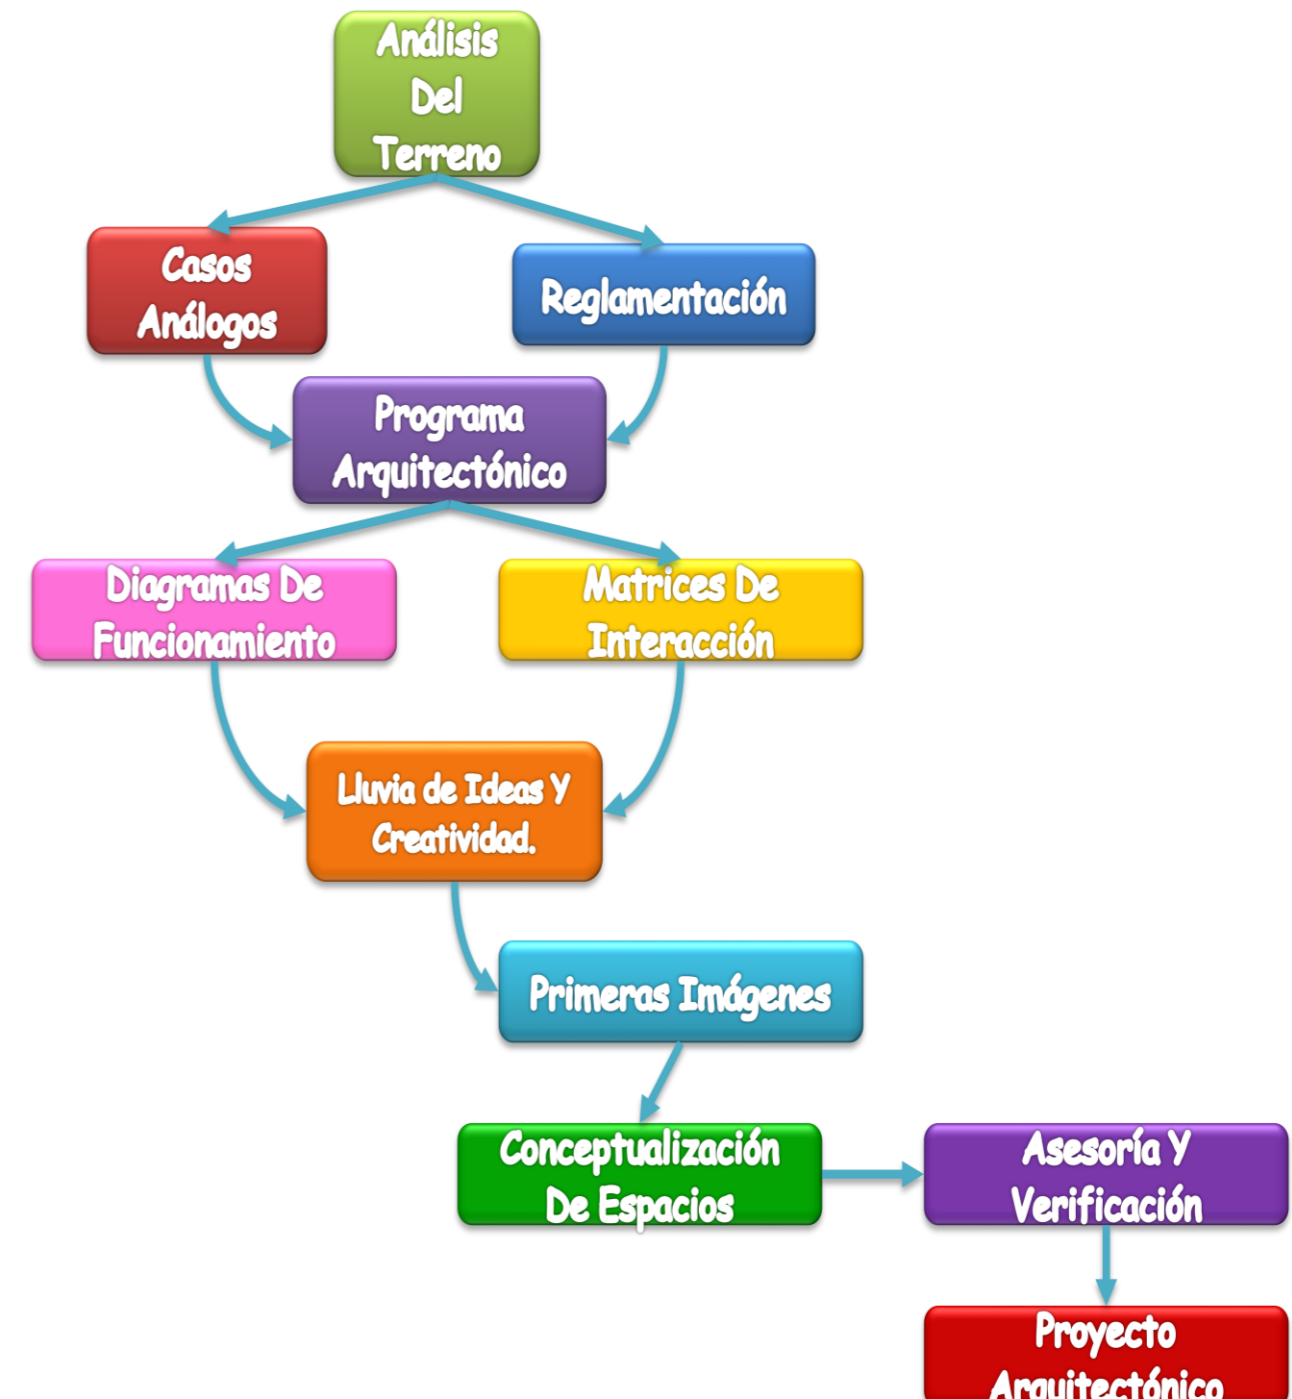 Análisis
Del
Terreno
Casos
Análogos
Reglamentación
Programa
Arquitectónico
Diagramas De
Funcionamiento
Matrices De
Interacción
Lluvia de Ideas Y
Creatividad.
Primeras Imágenes
Conceptualización
De Espacios
Asesoría Y
Verificación
Proyecto
Arquitectónico